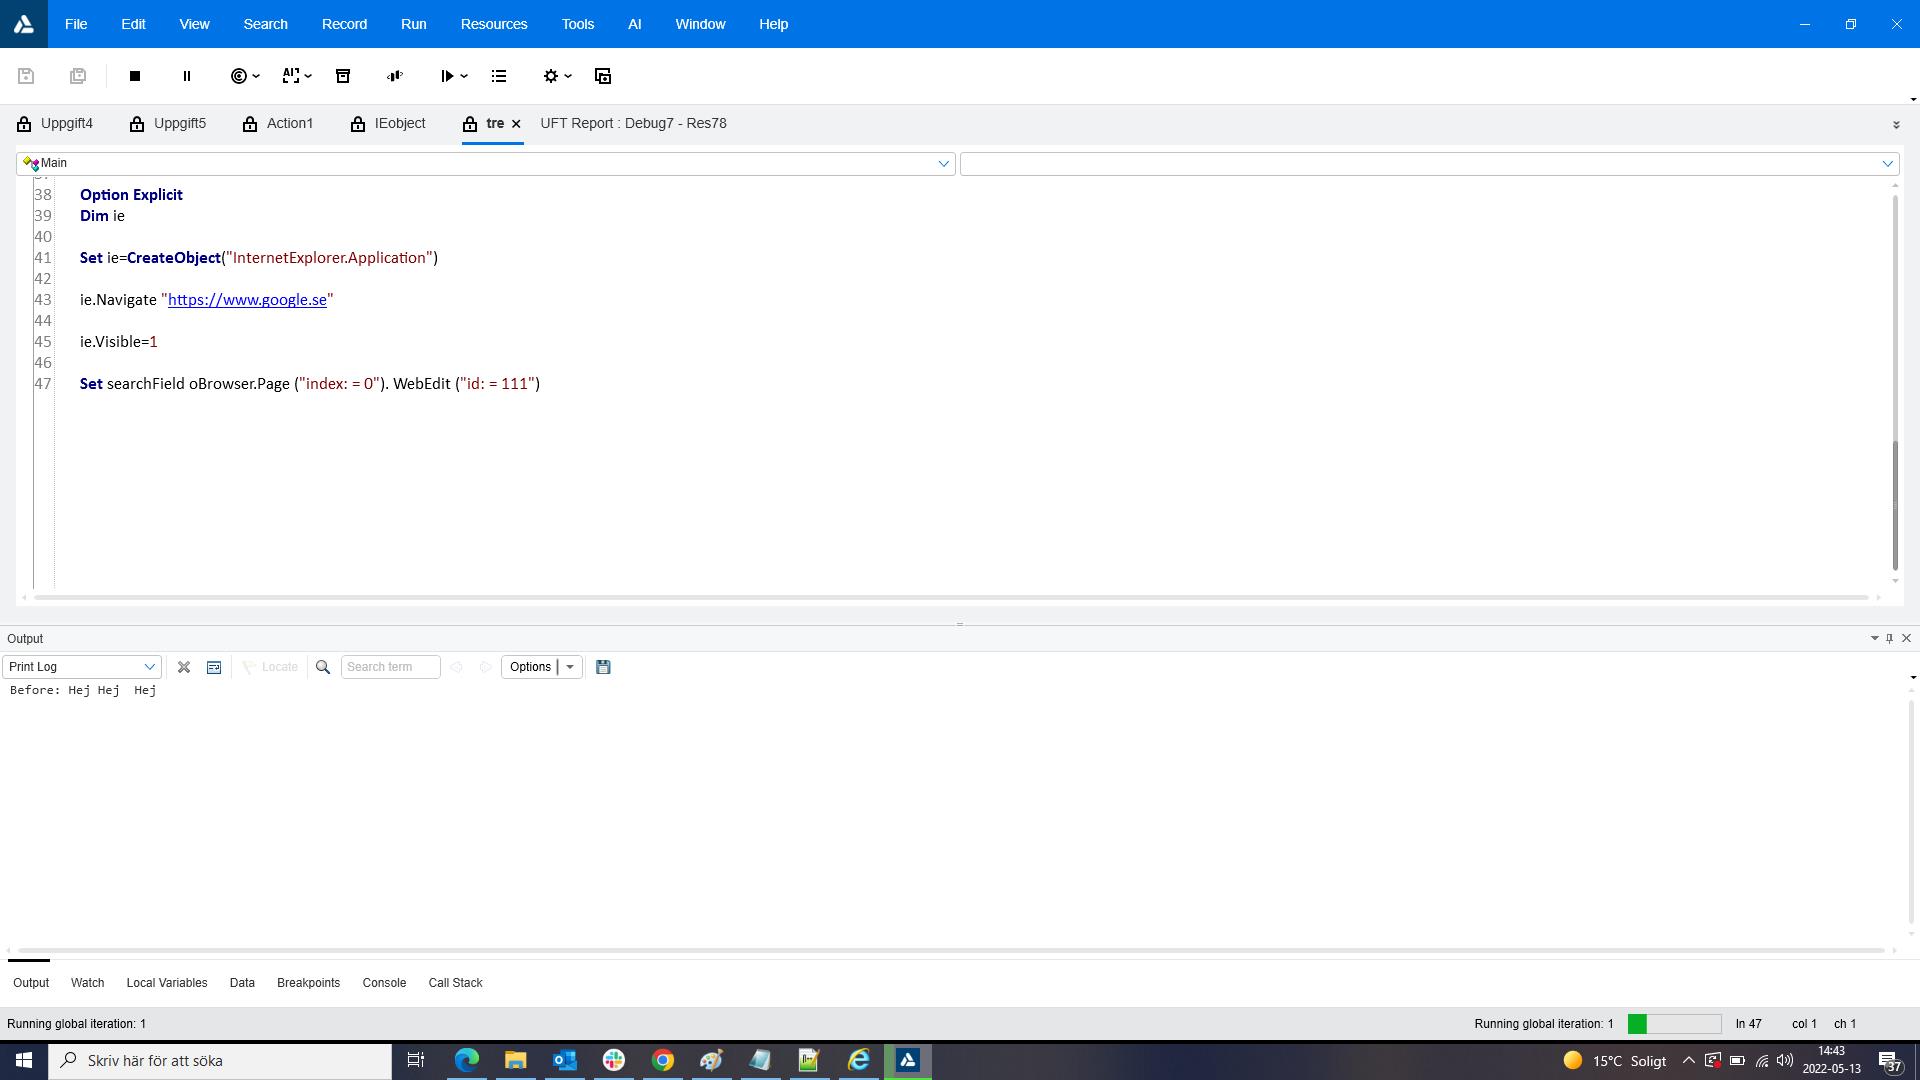 File Edit View Search Record Run Resources Tools AI Window Help
AI
Uppgift4 Uppgift5 Action1 IEobject tre UFT Report : Debug7 - Res78
Main
38 Option Explicit
39 Dim ie
40
41 Set ie=CreateObject("InternetExplorer.Application")
42
43 ie.Navigate "https://www.google.se"
44
45 ie.Visible=1
46
47 Set searchField oBrowser.Page ("index: = 0"). WebEdit ("id: = 111")
Output
Print Log Locate Search term Options
Before: Hej Hej  Hej
Output Watch Local Variables Data Breakpoints Console Call Stack
Running global iteration: 1 Running global iteration: 1 ln 47 col 1 ch 1
Skriv här för att söka 15°C Soligt 14:43
2022-05-13 37